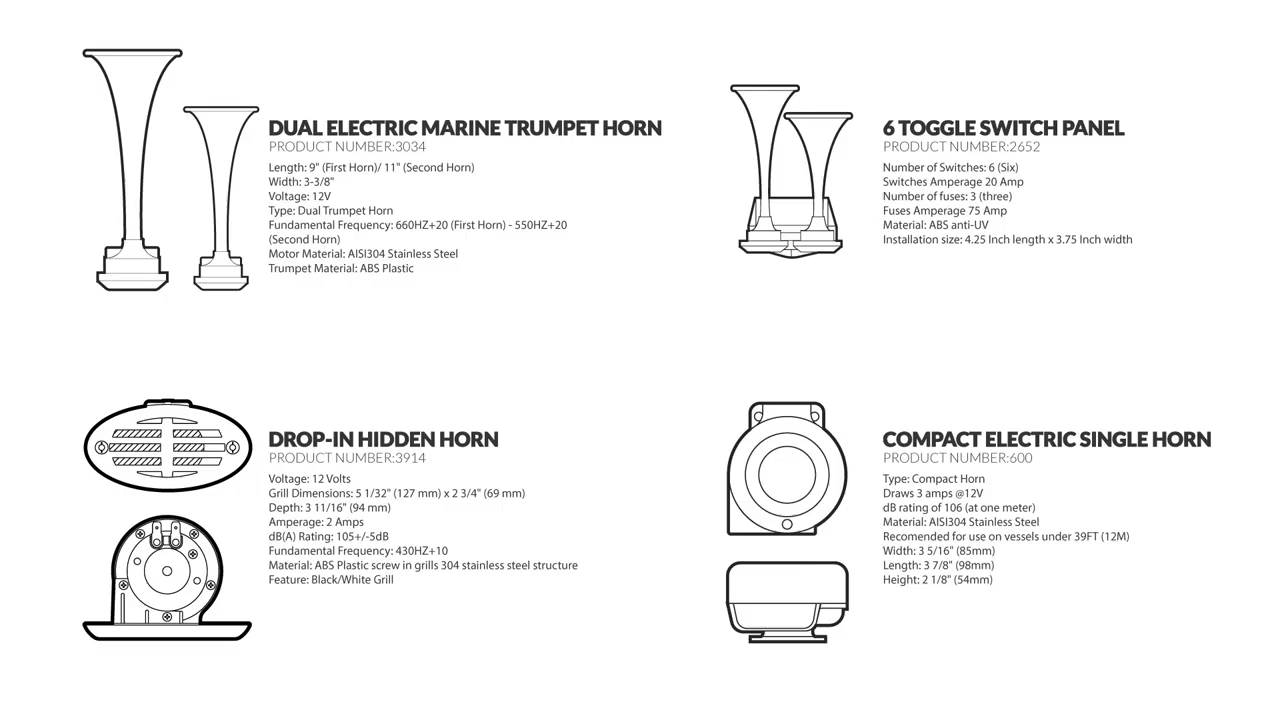 DUAL ELECTRIC MARINE TRUMPET HORN
PRODUCT NUMBER:3034
Length: 9" (First Horn)/ 11" (Second Horn)
Width: 3-3/8"
Voltage: 12V
Type: Dual Trumpet Horn
Fundamental Frequency: 660HZ+20 (First Horn) - 550HZ+20
(Second Horn)
Motor Material: AISI304 Stainless Steel
Trumpet Material: ABS Plastic
6 TOGGLE SWITCH PANEL
PRODUCT NUMBER:2652
Number of Switches: 6 (Six)
Switches Amperage 20 Amp
Number of fuses: 3 (three)
Fuses Amperage 75 Amp
Material: ABS anti-UV
Installation size: 4.25 Inch length x 3.75 Inch width
DROP-IN HIDDEN HORN
PRODUCT NUMBER:3914
Voltage: 12 Volts
Grill Dimensions: 5 1/32" (127 mm) x 2 3/4" (69 mm)
Depth: 3 11/16" (94 mm)
Amperage: 2 Amps
dB(A) Rating: 105+/-5dB
Fundamental Frequency: 430HZ+10
Material: ABS Plastic screw in grills 304 stainless steel structure
Feature: Black/White Grill
COMPACT ELECTRIC SINGLE HORN
PRODUCT NUMBER:600
Type: Compact Horn
Draws 3 amps @12V
dB rating of 106 (at one meter)
Material: AISI304 Stainless Steel
Recomended for use on vessels under 39FT (12M)
Width: 3 5/16" (85mm)
Length: 3 7/8" (98mm)
Height: 2 1/8" (54mm)